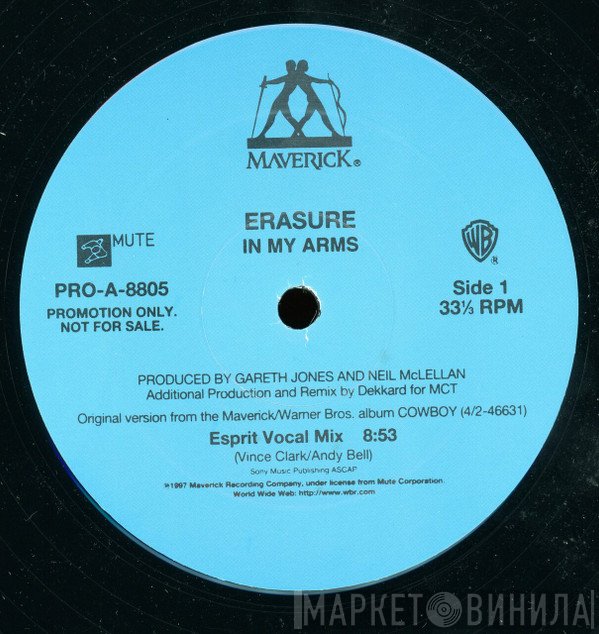 MAVERICK®
ERASURE
IN MY ARMS
MUTE
WB
®
PRO-A-8805
Side 1
PROMOTION ONLY.
NOT FOR SALE.
33⅓ RPM
PRODUCED BY GARETH JONES AND NEIL McLELLAN
Additional Production and Remix by Dekkard for MCT
Original version from the Maverick/Warner Bros. album COWBOY (4/2-46631)
Esprit Vocal Mix 8:53
(Vince Clark/Andy Bell)
Sony Music Publishing ASCAP
℗1997 Maverick Recording Company, under license from Mute Corporation.
World Wide Web: http://www.wbr.com
МАРКЕТ ВИНИЛА